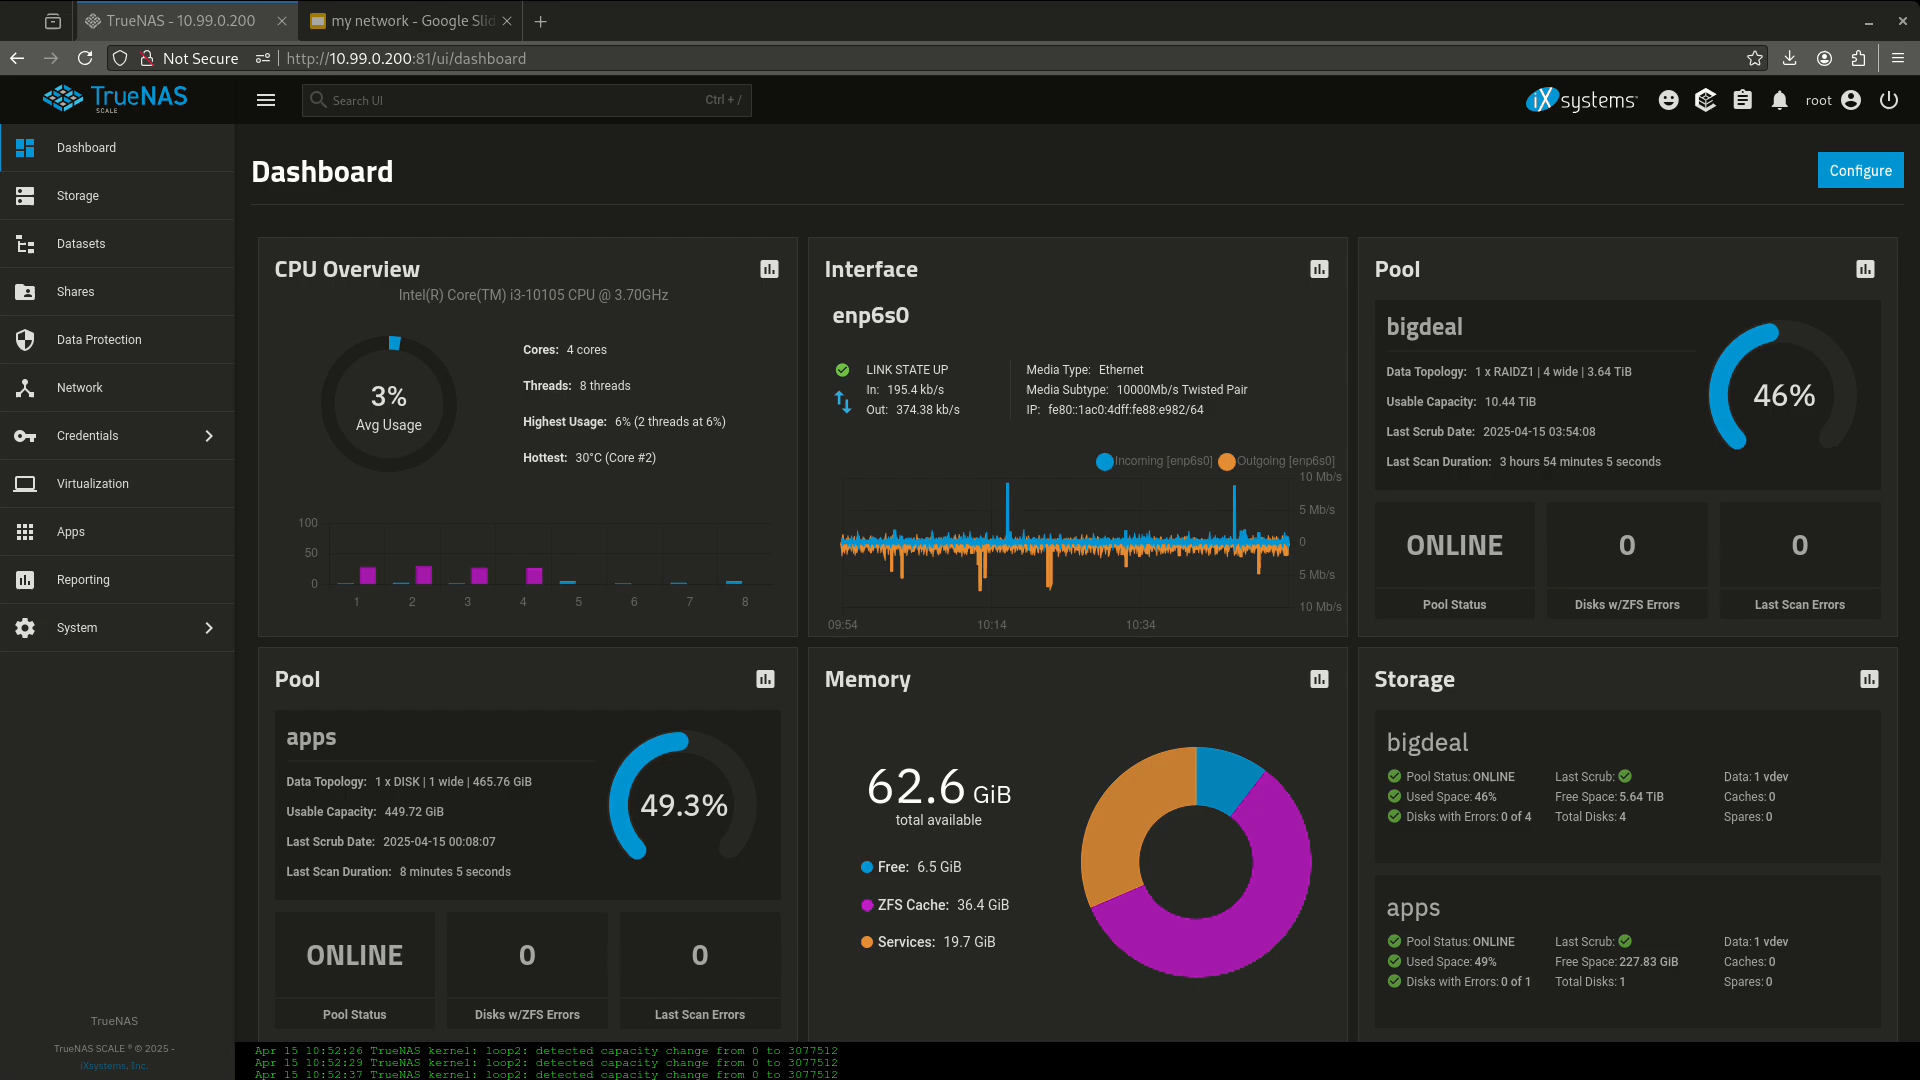 TrueNAS - 10.99.0.200
my network - Google Slid
Not Secure
http://10.99.0.200:81/ui/dashboard
TrueNAS
SCALE
Search UI
Ctrl + /
iXsystems
root
Dashboard
Storage
Datasets
Shares
Data Protection
Network
Credentials
Virtualization
Apps
Reporting
System
TrueNAS
TrueNAS SCALE ® © 2025 -
iXsystems, Inc.
Dashboard
Configure
CPU Overview
Intel(R) Core(TM) i3-10105 CPU @ 3.70GHz
3%
Avg Usage
Cores: 4 cores
Threads: 8 threads
Highest Usage: 6% (2 threads at 6%)
Hottest: 30°C (Core #2)
100
50
0
1 2 3 4 5 6 7 8
Interface
enp6s0
LINK STATE UP
In: 195.4 kb/s
Out: 374.38 kb/s
Media Type: Ethernet
Media Subtype: 10000Mb/s Twisted Pair
IP: fe80::1ac0:4dff:fe88:e982/64
Incoming [enp6s0] Outgoing [enp6s0]
10 Mb/s
5 Mb/s
0
5 Mb/s
10 Mb/s
09:54 10:14 10:34
Pool
bigdeal
Data Topology: 1 x RAIDZ1 | 4 wide | 3.64 TiB
Usable Capacity: 10.44 TiB
Last Scrub Date: 2025-04-15 03:54:08
Last Scan Duration: 3 hours 54 minutes 5 seconds
46%
ONLINE
Pool Status
0
Disks w/ZFS Errors
0
Last Scan Errors
Pool
apps
Data Topology: 1 x DISK | 1 wide | 465.76 GiB
Usable Capacity: 449.72 GiB
Last Scrub Date: 2025-04-15 00:08:07
Last Scan Duration: 8 minutes 5 seconds
49.3%
ONLINE
Pool Status
0
Disks w/ZFS Errors
0
Last Scan Errors
Memory
62.6 GiB
total available
Free: 6.5 GiB
ZFS Cache: 36.4 GiB
Services: 19.7 GiB
Storage
bigdeal
Pool Status: ONLINE Last Scrub: Data: 1 vdev
Used Space: 46% Free Space: 5.64 TiB Caches: 0
Disks with Errors: 0 of 4 Total Disks: 4 Spares: 0
apps
Pool Status: ONLINE Last Scrub: Data: 1 vdev
Used Space: 49% Free Space: 227.83 GiB Caches: 0
Disks with Errors: 0 of 1 Total Disks: 1 Spares: 0
Apr 15 10:52:26 TrueNAS kernel: loop2: detected capacity change from 0 to 3077512
Apr 15 10:52:29 TrueNAS kernel: loop2: detected capacity change from 0 to 3077512
Apr 15 10:52:37 TrueNAS kernel: loop2: detected capacity change from 0 to 3077512